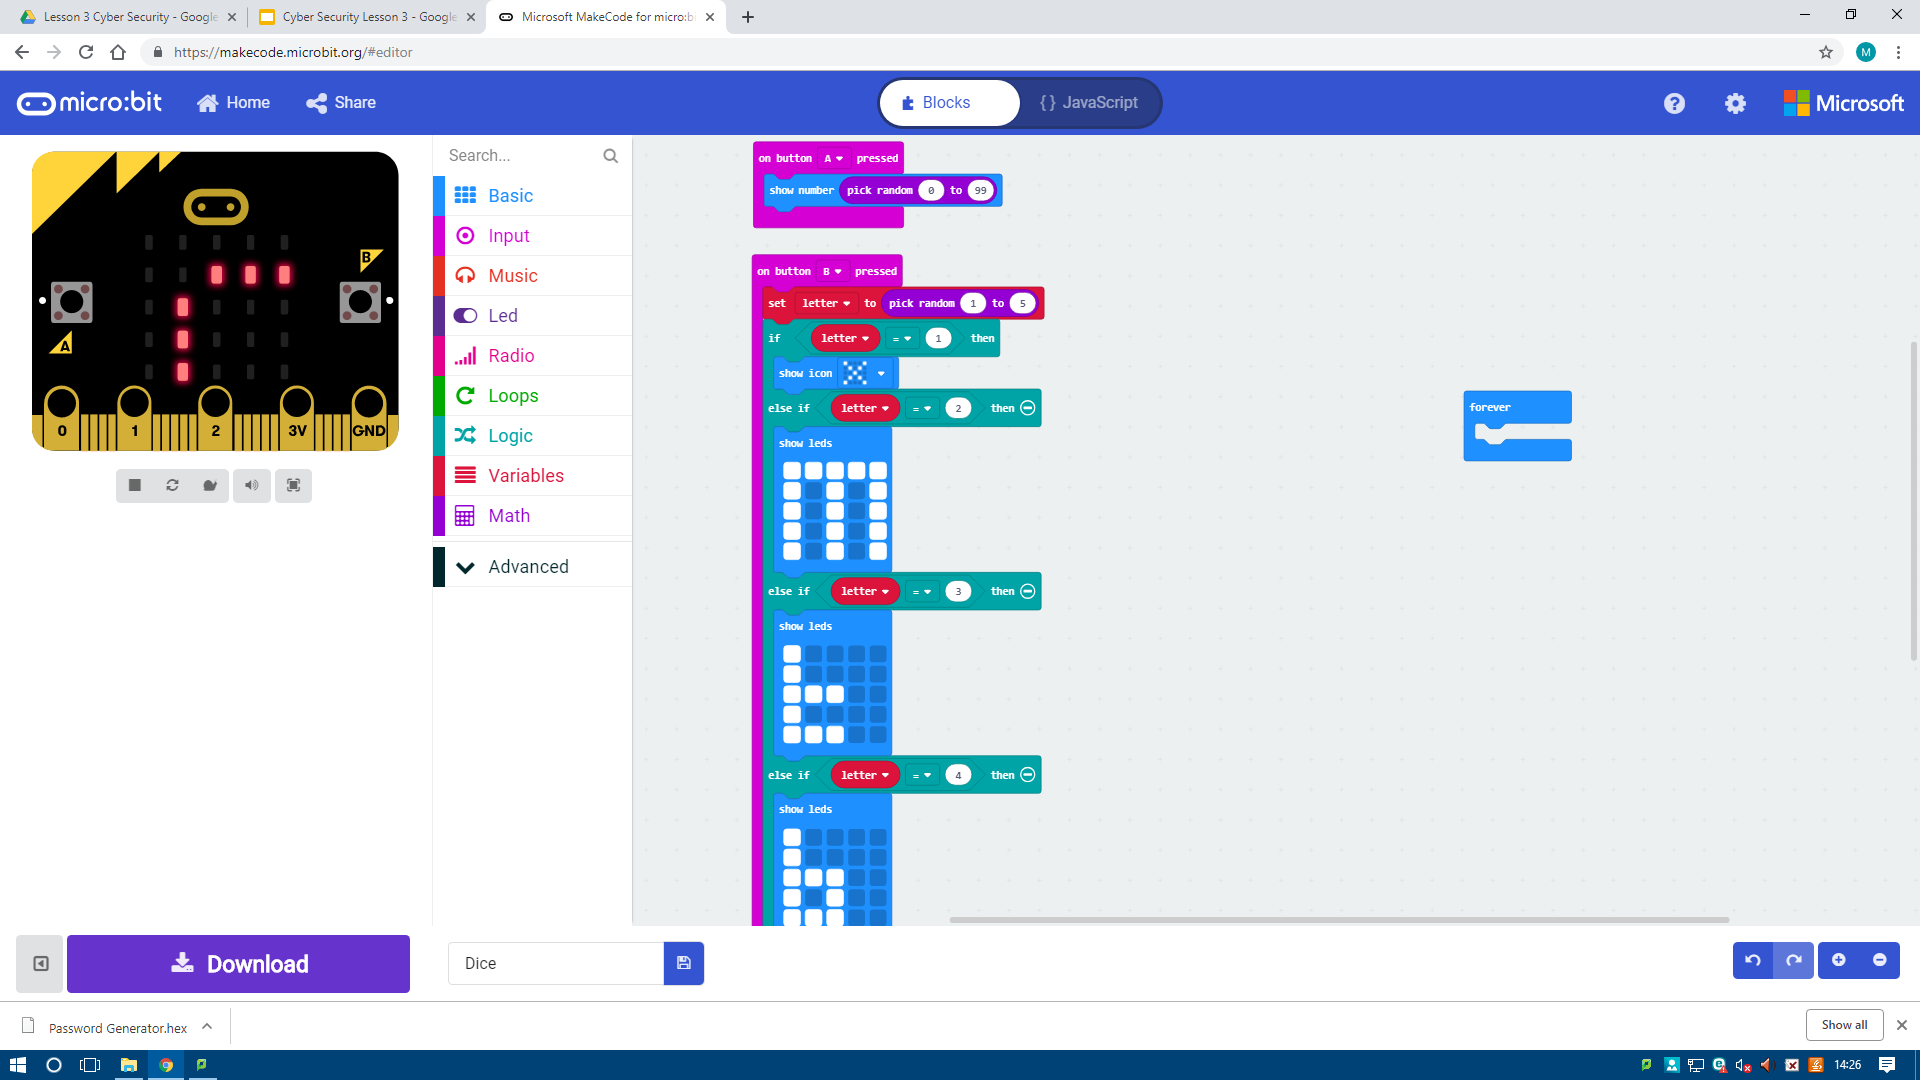 Lesson 3 Cyber Security - Google
Cyber Security Lesson 3 - Google
Microsoft MakeCode for micro:bi
M
https://makecode.microbit.org/#editor
micro:bit
Home
Share
Blocks
{} JavaScript
?
Microsoft
Search...
B
A
0
1
2
3V
GND
Basic
Input
Music
Led
Radio
Loops
Logic
Variables
Math
Advanced
on button A pressed
show number pick random 0 to 99
on button B pressed
set letter to pick random 1 to 5
if letter = 1 then
show icon
else if letter = 2 then
show leds
else if letter = 3 then
show leds
else if letter = 4 then
show leds
forever
Download
Dice
Password Generator.hex
Show all
14:26